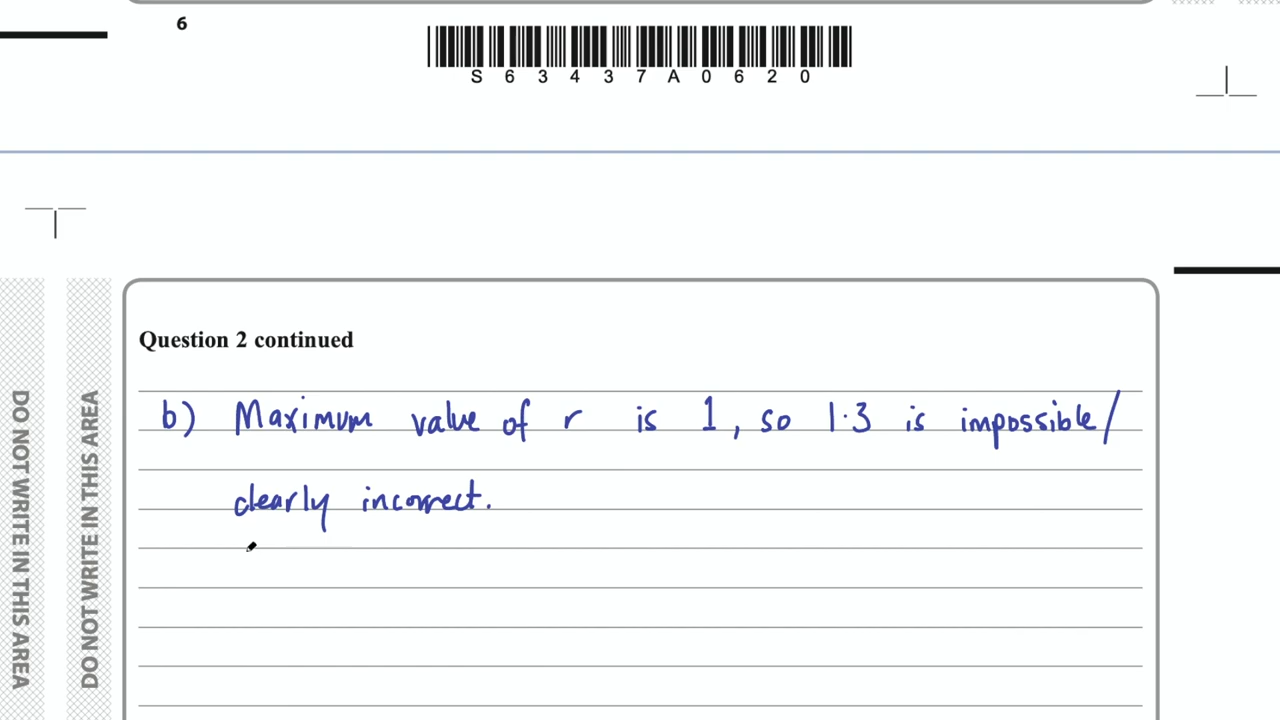 6
S 6 3 4 3 7 A 0 6 2 0
Question 2 continued
b) Maximum value of r is 1, so 1.3 is impossible/
clearly incorrect.
DO NOT WRITE IN THIS AREA
DO NOT WRITE IN THIS AREA